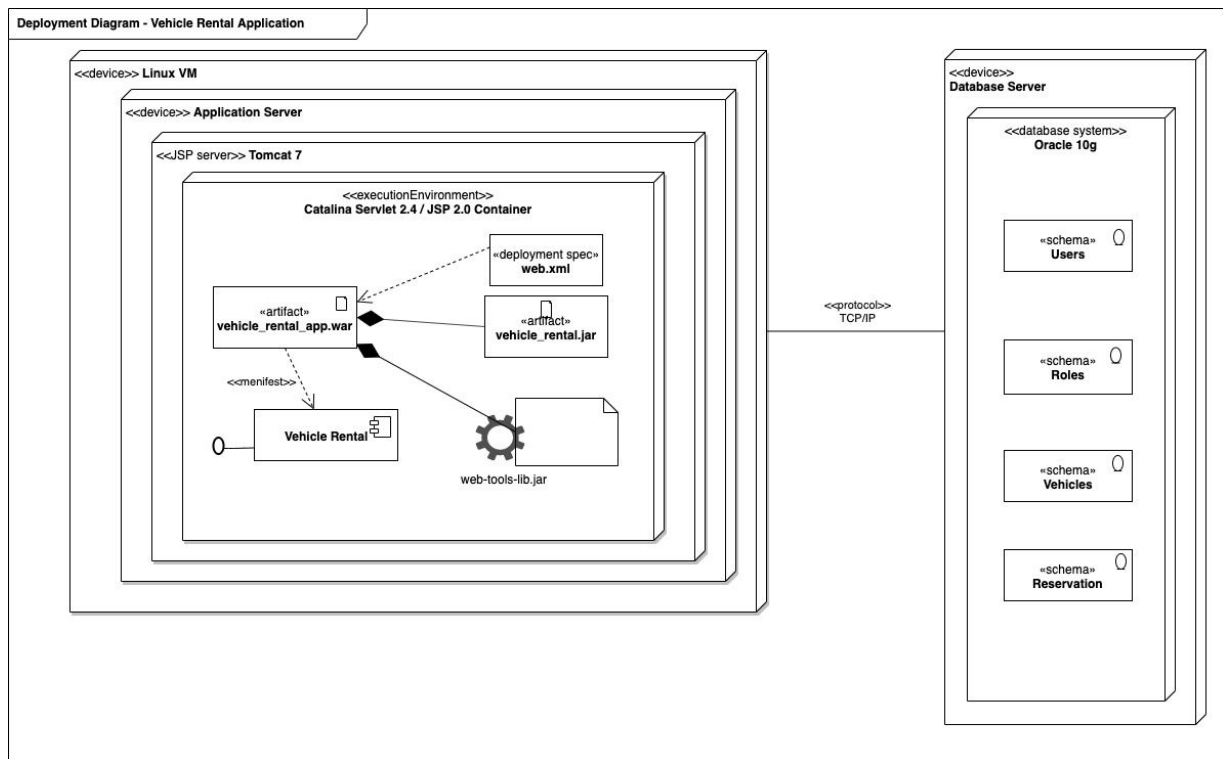 Deployment Diagram - Vehicle Rental Application
<<device>> Linux VM
<<device>> Application Server
<<JSP server>> Tomcat 7
<<executionEnvironment>>
Catalina Servlet 2.4 / JSP 2.0 Container
«deployment spec»
web.xml
«artifact»
vehicle_rental_app.war
«artifact»
vehicle_rental.jar
<<menifest>>
Vehicle Rental
web-tools-lib.jar
<<protocol>>
TCP/IP
<<device>>
Database Server
<<database system>>
Oracle 10g
«schema»
Users
«schema»
Roles
«schema»
Vehicles
«schema»
Reservation